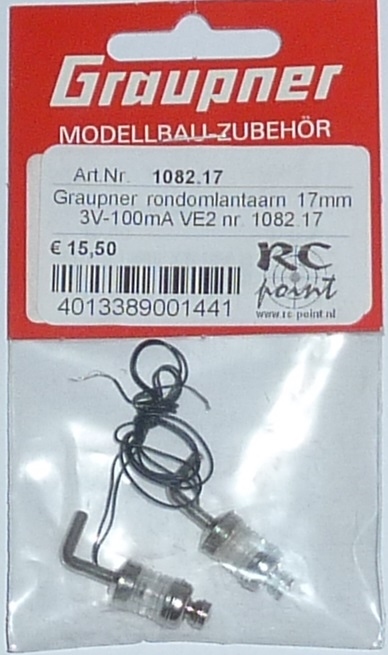 Graupner
MODELLBAU-ZUBEHÖR
Art.Nr. 1082.17
Graupner rondomlantaarn 17mm
3V-100mA VE2 nr. 1082.17
€ 15,50
RC
point
4013389001441
www.rc-point.nl